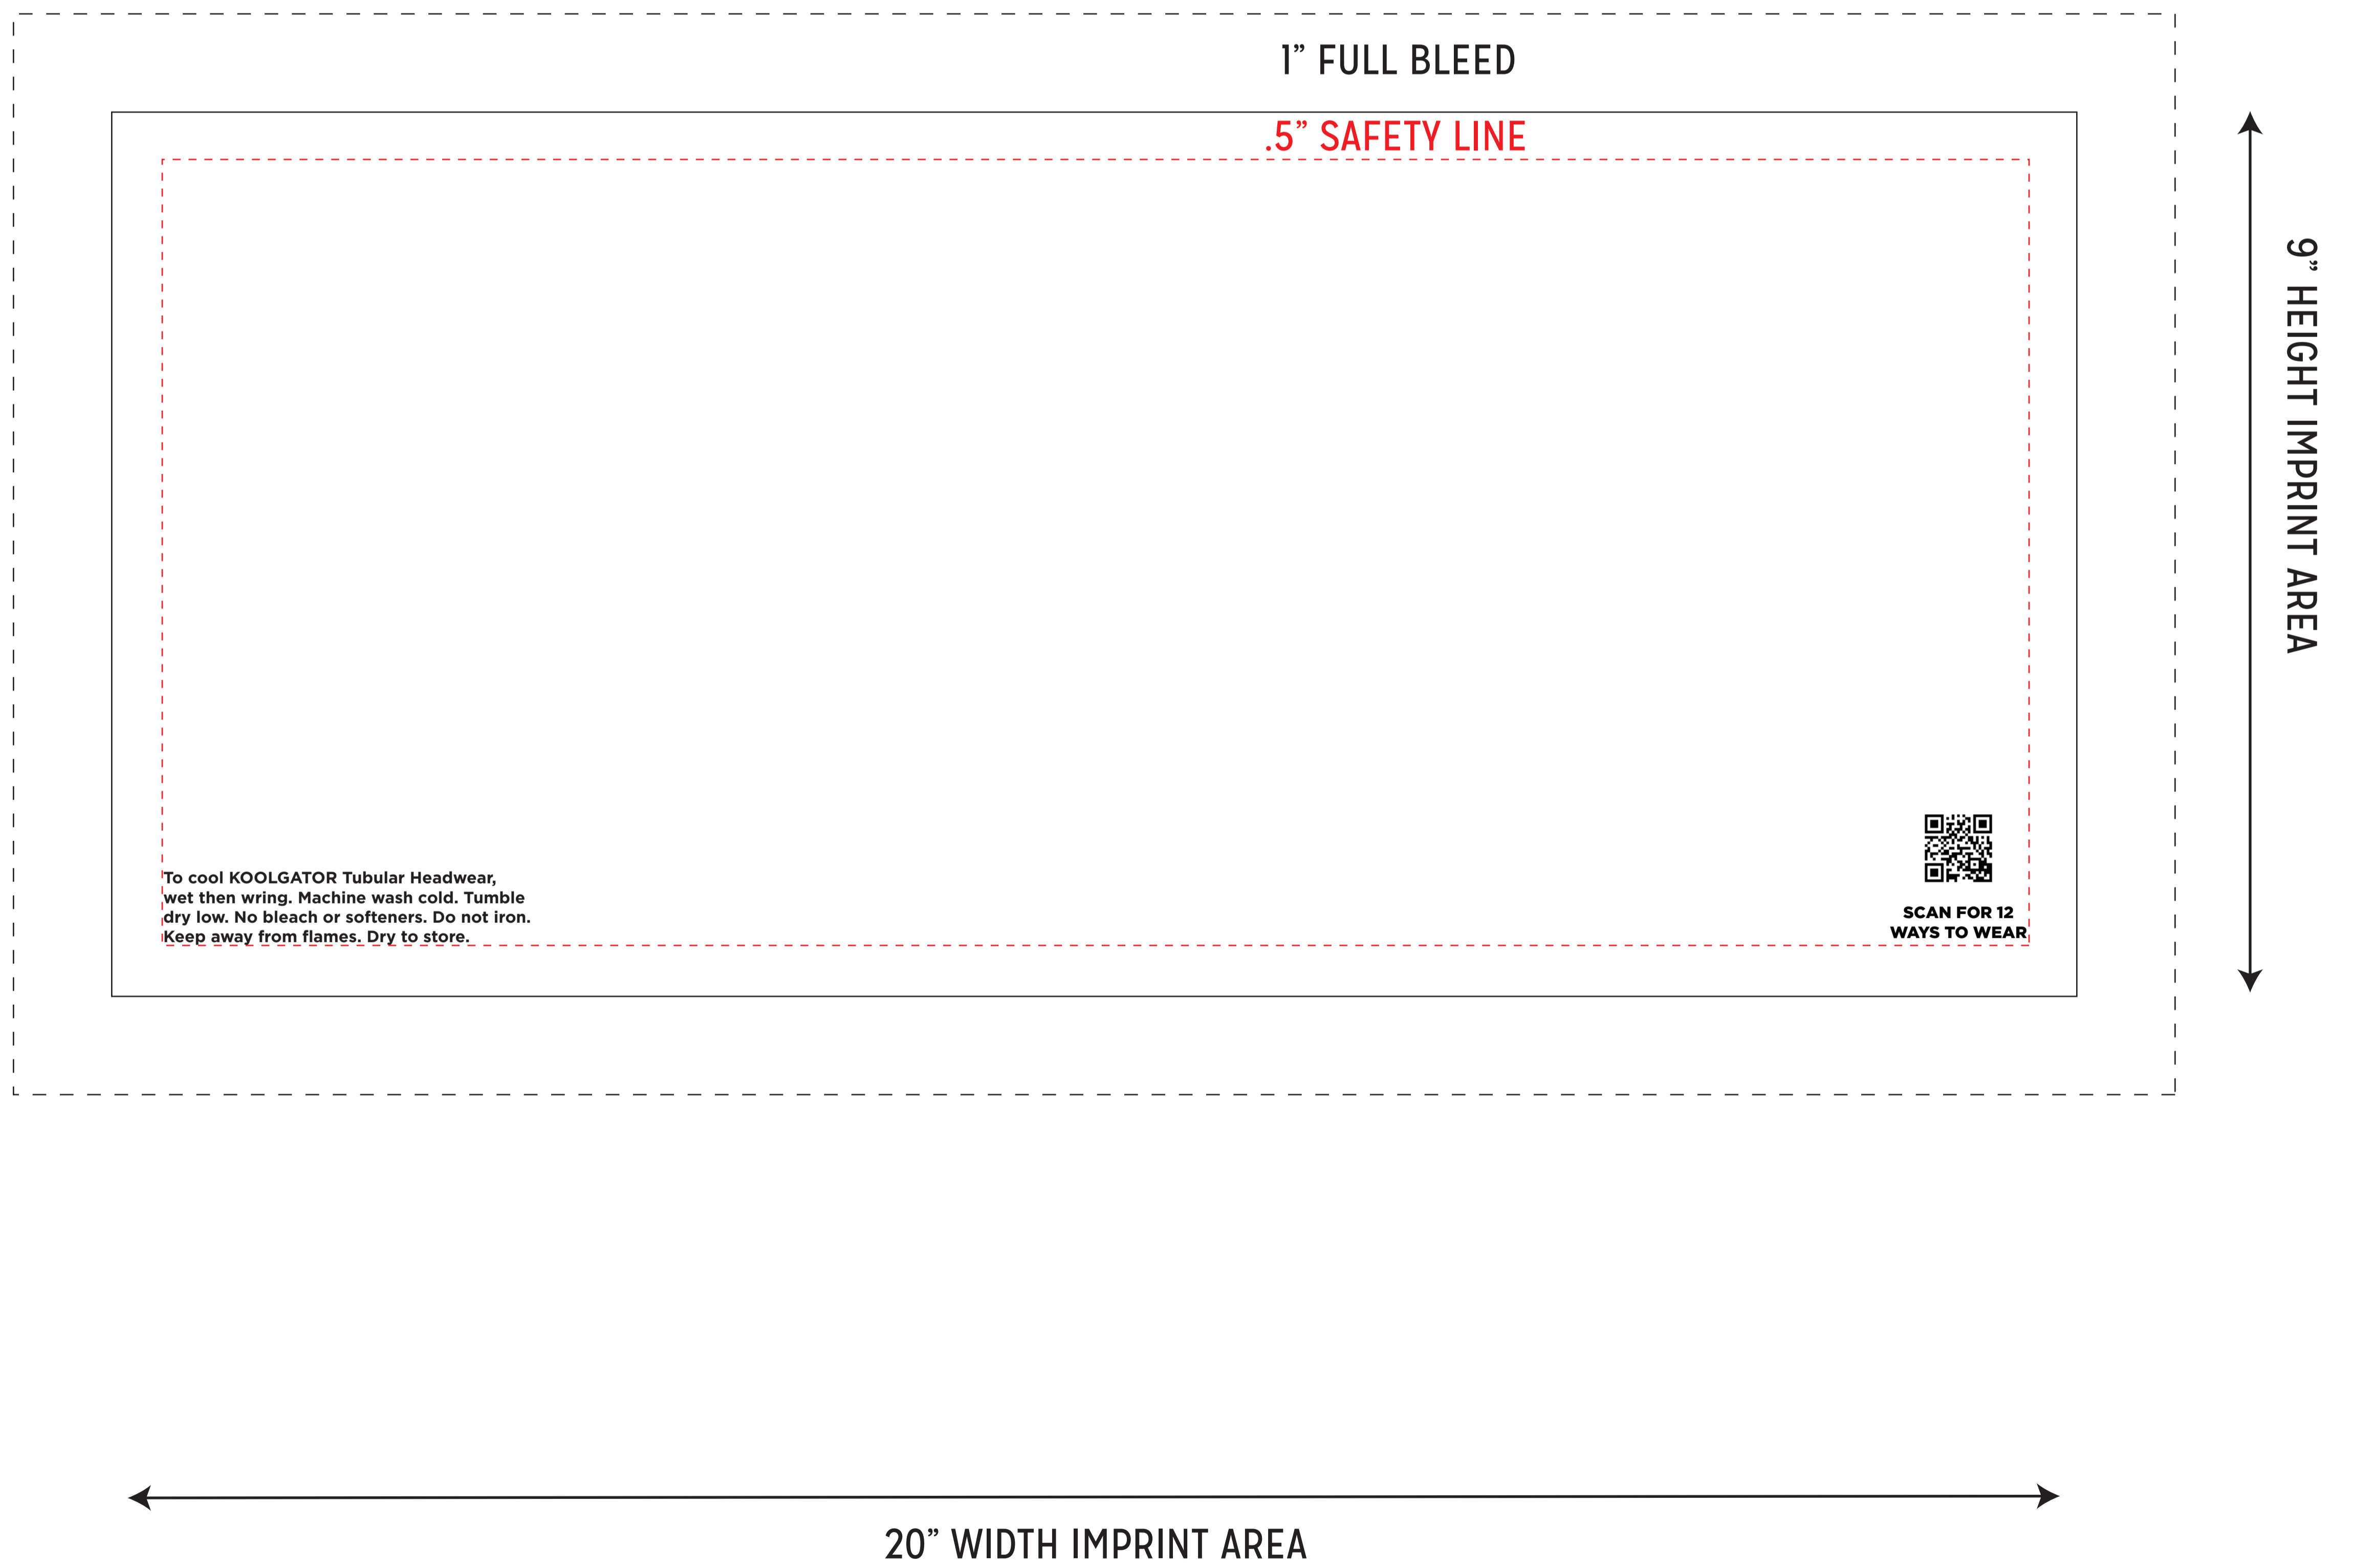 1” FULL BLEED
.5” SAFETY LINE
9” HEIGHT IMPRINT AREA
To cool KOOLGATOR Tubular Headwear,
wet then wring. Machine wash cold. Tumble
dry low. No bleach or softeners. Do not iron.
Keep away from flames. Dry to store.
SCAN FOR 12
WAYS TO WEAR
20” WIDTH IMPRINT AREA